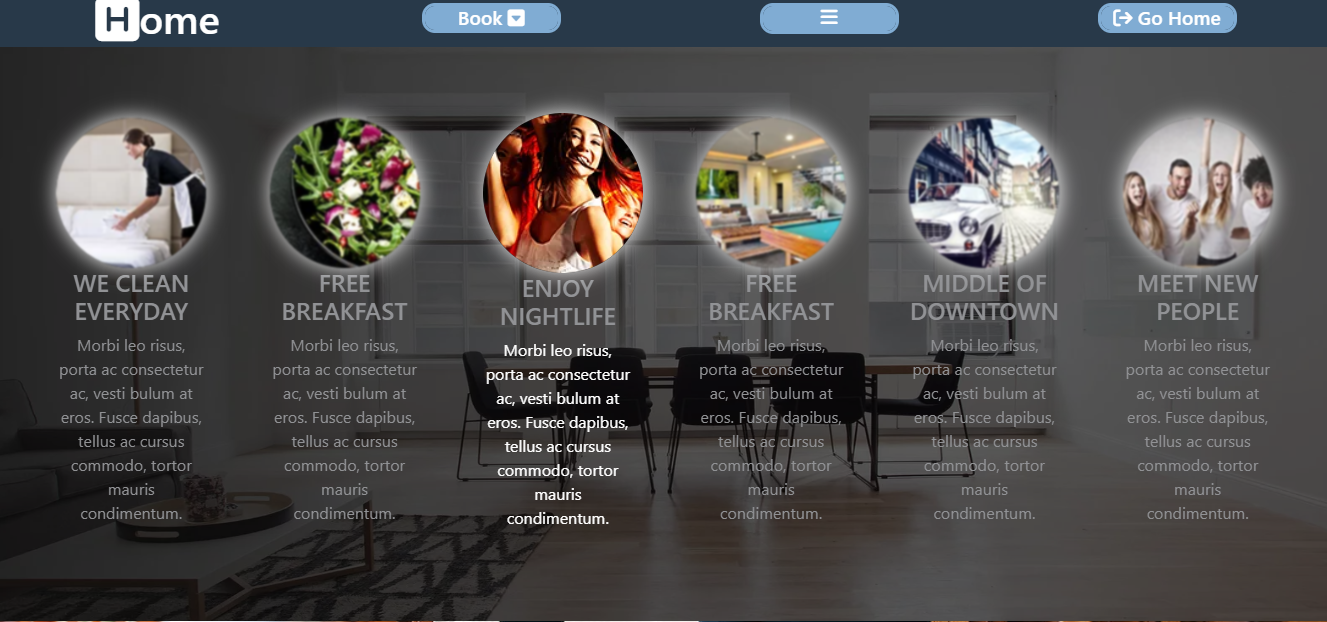 Home
Book
Go Home
WE CLEAN
EVERYDAY
Morbi leo risus,
porta ac consectetur
ac, vesti bulum at
eros. Fusce dapibus,
tellus ac cursus
commodo, tortor
mauris
condimentum.
FREE
BREAKFAST
Morbi leo risus,
porta ac consectetur
ac, vesti bulum at
eros. Fusce dapibus,
tellus ac cursus
commodo, tortor
mauris
condimentum.
ENJOY
NIGHTLIFE
Morbi leo risus,
porta ac consectetur
ac, vesti bulum at
eros. Fusce dapibus,
tellus ac cursus
commodo, tortor
mauris
condimentum.
FREE
BREAKFAST
Morbi leo risus,
porta ac consectetur
ac, vesti bulum at
eros. Fusce dapibus,
tellus ac cursus
commodo, tortor
mauris
condimentum.
MIDDLE OF
DOWNTOWN
Morbi leo risus,
porta ac consectetur
ac, vesti bulum at
eros. Fusce dapibus,
tellus ac cursus
commodo, tortor
mauris
condimentum.
MEET NEW
PEOPLE
Morbi leo risus,
porta ac consectetur
ac, vesti bulum at
eros. Fusce dapibus,
tellus ac cursus
commodo, tortor
mauris
condimentum.